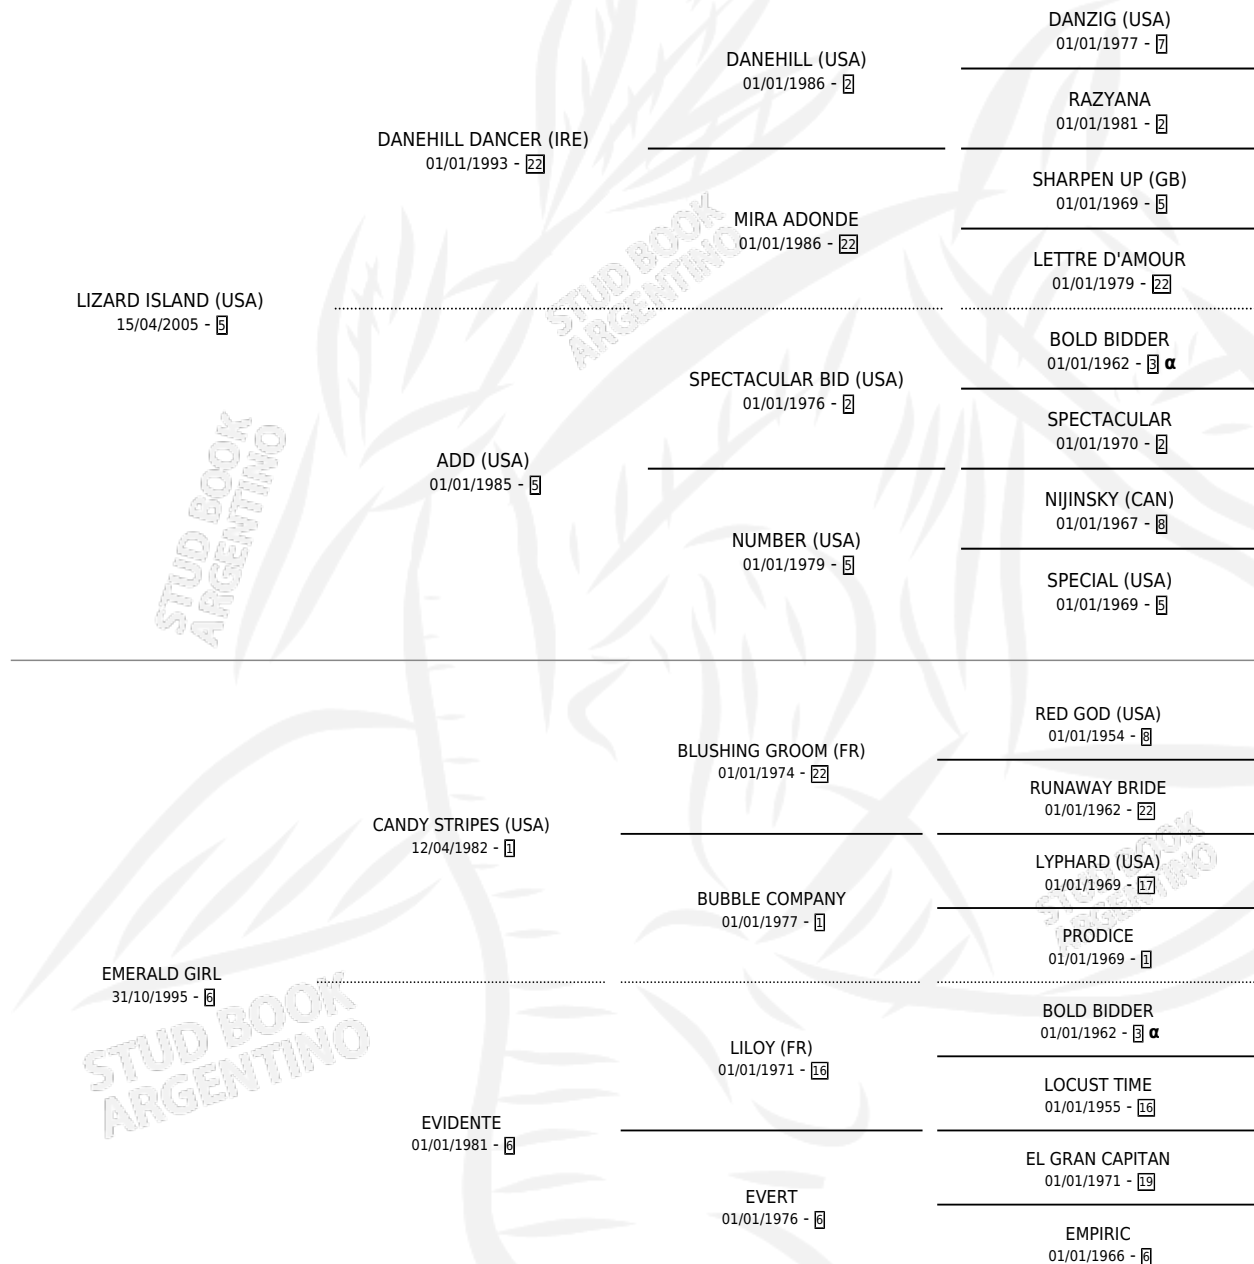 DANZIG (USA)
01/01/1977 - 7
DANEHILL (USA)
01/01/1986 - 2
RAZYANA
01/01/1981 - 2
DANEHILL DANCER (IRE)
01/01/1993 - 22
SHARPEN UP (GB)
01/01/1969 - 5
MIRA ADONDE
01/01/1986 - 22
LETTRE D'AMOUR
01/01/1979 - 22
LIZARD ISLAND (USA)
15/04/2005 - 5
BOLD BIDDER
01/01/1962 - 3 α
SPECTACULAR BID (USA)
01/01/1976 - 2
SPECTACULAR
01/01/1970 - 2
ADD (USA)
01/01/1985 - 5
NIJINSKY (CAN)
01/01/1967 - 8
NUMBER (USA)
01/01/1979 - 5
SPECIAL (USA)
01/01/1969 - 5
RED GOD (USA)
01/01/1954 - 8
BLUSHING GROOM (FR)
01/01/1974 - 22
RUNAWAY BRIDE
01/01/1962 - 22
CANDY STRIPES (USA)
12/04/1982 - 1
LYPHARD (USA)
01/01/1969 - 17
BUBBLE COMPANY
01/01/1977 - 1
PRODICE
01/01/1969 - 1
EMERALD GIRL
31/10/1995 - 6
BOLD BIDDER
01/01/1962 - 3 α
LILOY (FR)
01/01/1971 - 16
LOCUST TIME
01/01/1955 - 16
EVIDENTE
01/01/1981 - 6
EL GRAN CAPITAN
01/01/1971 - 19
EVERT
01/01/1976 - 6
EMPIRIC
01/01/1966 - 6
STUD BOOK
ARGENTINO
STUD BOOK
ARGENTINO
STUD BOOK
ARGENTINO
STUD BOOK
ARGENTINO